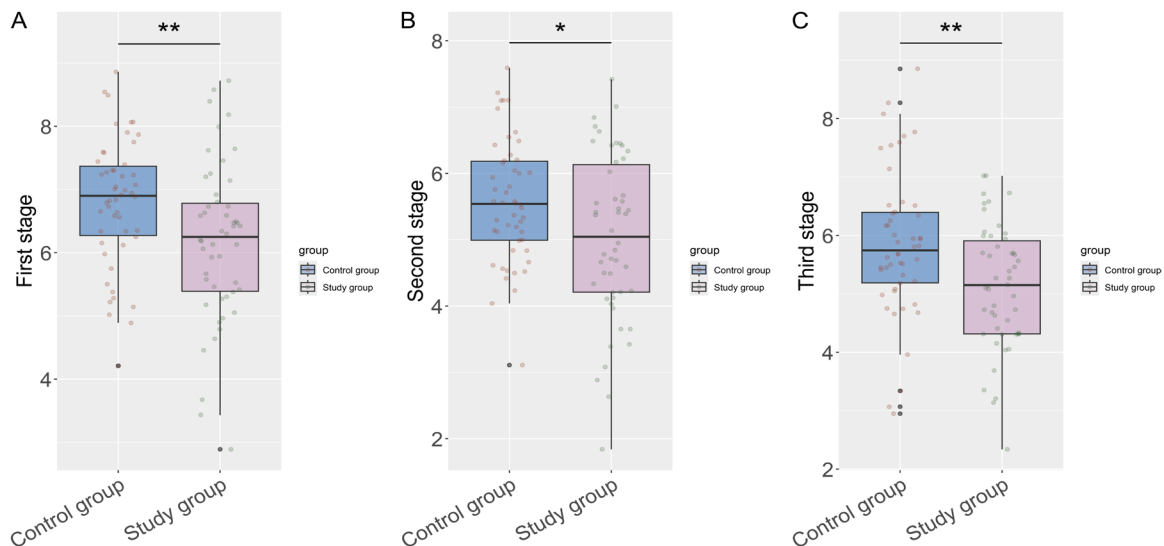 A
**
First stage
8
6
4
Control group
Study group
group
Control group
Study group
B
*
Second stage
8
6
4
2
Control group
Study group
group
Control group
Study group
C
**
Third stage
8
6
4
2
Control group
Study group
group
Control group
Study group